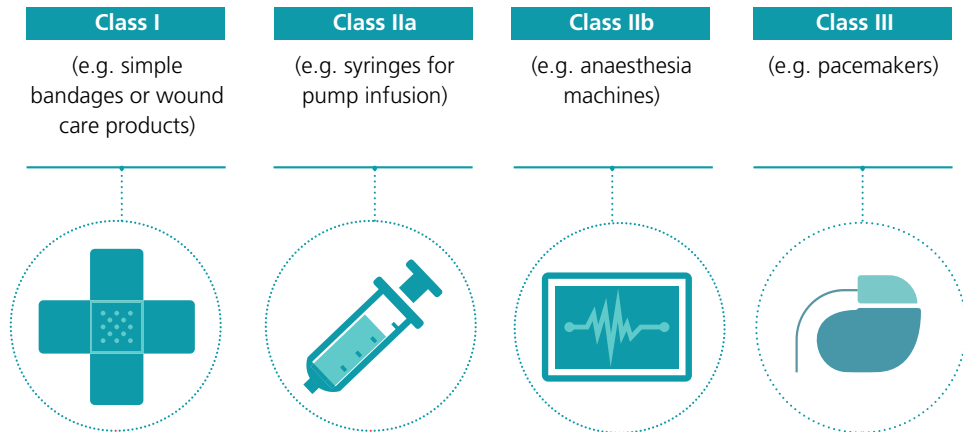 Class I
(e.g. simple
bandages or wound
care products)
Class IIa
(e.g. syringes for
pump infusion)
Class IIb
(e.g. anaesthesia
machines)
Class III
(e.g. pacemakers)